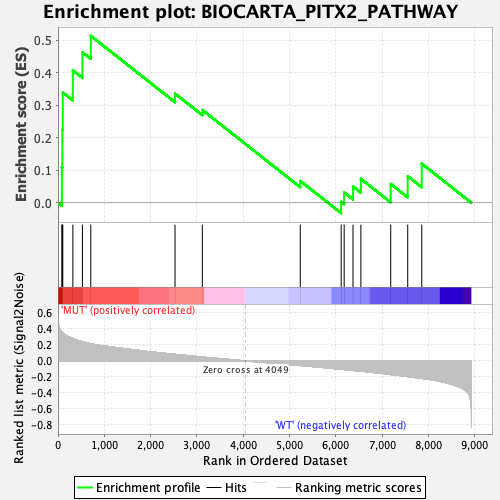 Enrichment plot: BIOCARTA_PITX2_PATHWAY
Enrichment score (ES)
0.5
0.4
0.3
0.2
0.1
0.0
'MUT' (positively correlated)
Ranked list metric (Signal2Noise)
0.6
0.4
0.2
0.0
-0.2
-0.4
-0.6
-0.8
Zero cross at 4049
'WT' (negatively correlated)
0 1,000 2,000 3,000 4,000 5,000 6,000 7,000 8,000 9,000
Rank in Ordered Dataset
Enrichment profile Hits Ranking metric scores